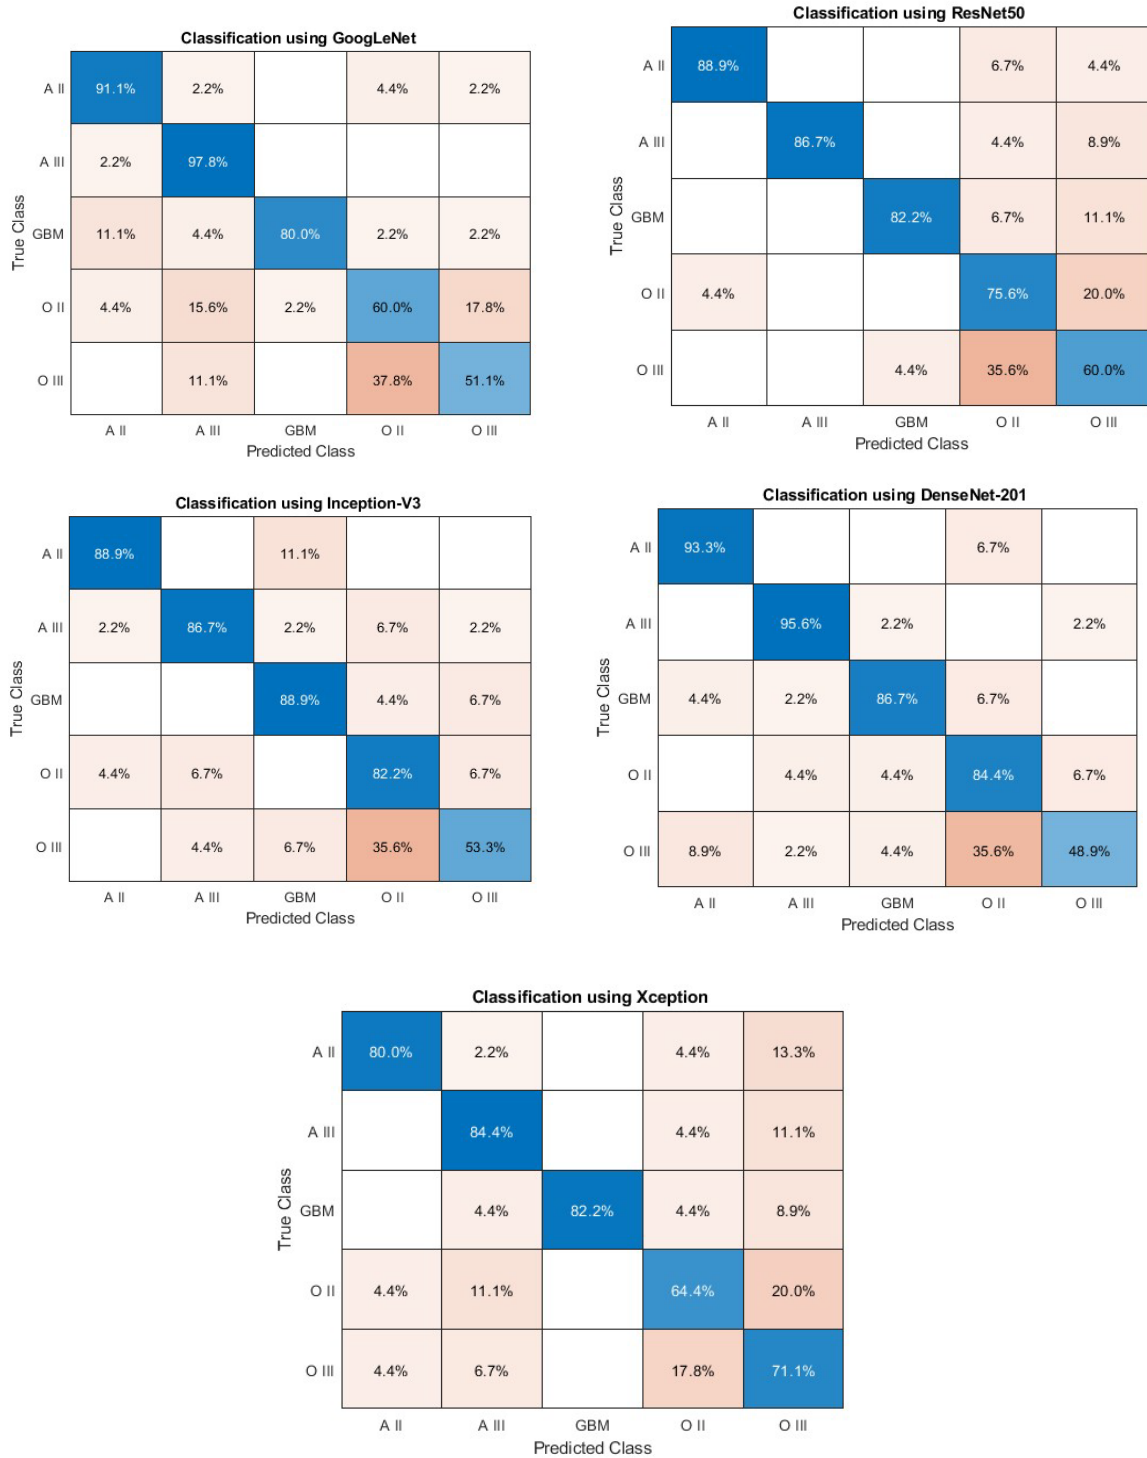 Classification using GoogLeNet
A II 91.1% 2.2% 4.4% 2.2%
A III 2.2% 97.8%
GBM 11.1% 4.4% 80.0% 2.2% 2.2%
O II 4.4% 15.6% 2.2% 60.0% 17.8%
O III 11.1% 37.8% 51.1%
True Class
A II A III GBM O II O III
Predicted Class
Classification using ResNet50
A II 88.9% 6.7% 4.4%
A III 86.7% 4.4% 8.9%
GBM 82.2% 6.7% 11.1%
O II 4.4% 75.6% 20.0%
O III 4.4% 35.6% 60.0%
True Class
A II A III GBM O II O III
Predicted Class
Classification using Inception-V3
A II 88.9% 11.1%
A III 2.2% 86.7% 2.2% 6.7% 2.2%
GBM 88.9% 4.4% 6.7%
O II 4.4% 6.7% 82.2% 6.7%
O III 4.4% 6.7% 35.6% 53.3%
True Class
A II A III GBM O II O III
Predicted Class
Classification using DenseNet-201
A II 93.3% 6.7%
A III 95.6% 2.2% 2.2%
GBM 4.4% 2.2% 86.7% 6.7%
O II 4.4% 4.4% 84.4% 6.7%
O III 8.9% 2.2% 4.4% 35.6% 48.9%
True Class
A II A III GBM O II O III
Predicted Class
Classification using Xception
A II 80.0% 2.2% 4.4% 13.3%
A III 84.4% 4.4% 11.1%
GBM 4.4% 82.2% 4.4% 8.9%
O II 4.4% 11.1% 64.4% 20.0%
O III 4.4% 6.7% 17.8% 71.1%
True Class
A II A III GBM O II O III
Predicted Class